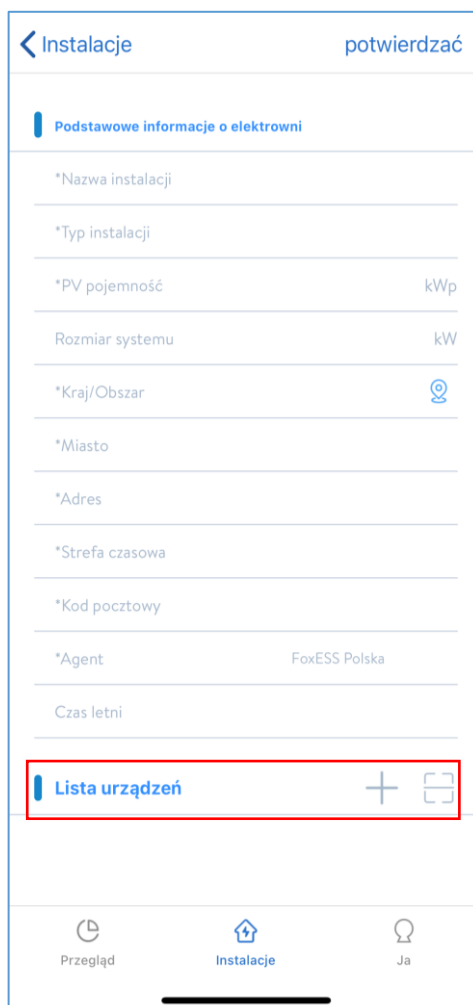 Instalacje potwierdzać
Podstawowe informacje o elektrowni
*Nazwa instalacji
*Typ instalacji
*PV pojemność kWp
Rozmiar systemu kW
*Kraj/Obszar
*Miasto
*Adres
*Strefa czasowa
*Kod pocztowy
*Agent FoxESS Polska
Czas letni
Lista urządzeń
Przegląd Instalacje Ja